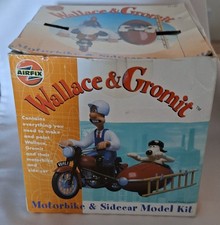 AIRFIX
Wallace & Gromit™
Contains
everything you
need to make
and paint
Wallace,
Gromit
and their
motorbike
and
sidecar
Motorbike & Sidecar Model Kit